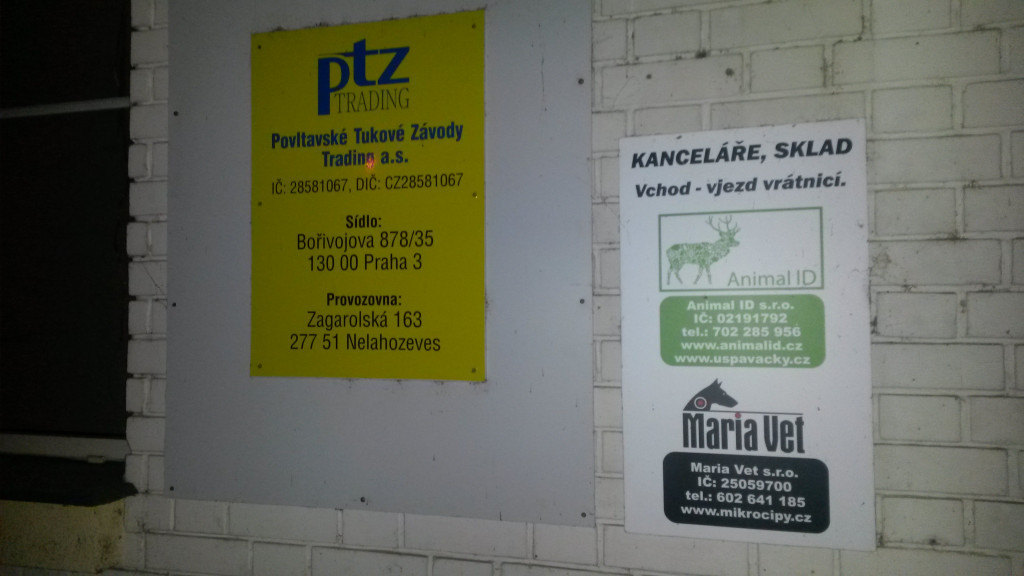 ptz
TRADING
Povltavské Tukové Závody
Trading a.s.
IČ: 28581067, DIČ: CZ28581067
Sídlo:
Bořivojova 878/35
130 00 Praha 3
Provozovna:
Zagarolská 163
277 51 Nelahozeves
KANCELÁŘE, SKLAD
Vchod - vjezd vrátnicí.
Animal ID
Animal ID s.r.o.
IČ: 02191792
tel.: 702 285 956
www.animalid.cz
www.uspavacky.cz
Maria Vet
Maria Vet s.r.o.
IČ: 25059700
tel.: 602 641 185
www.mikrocipy.cz